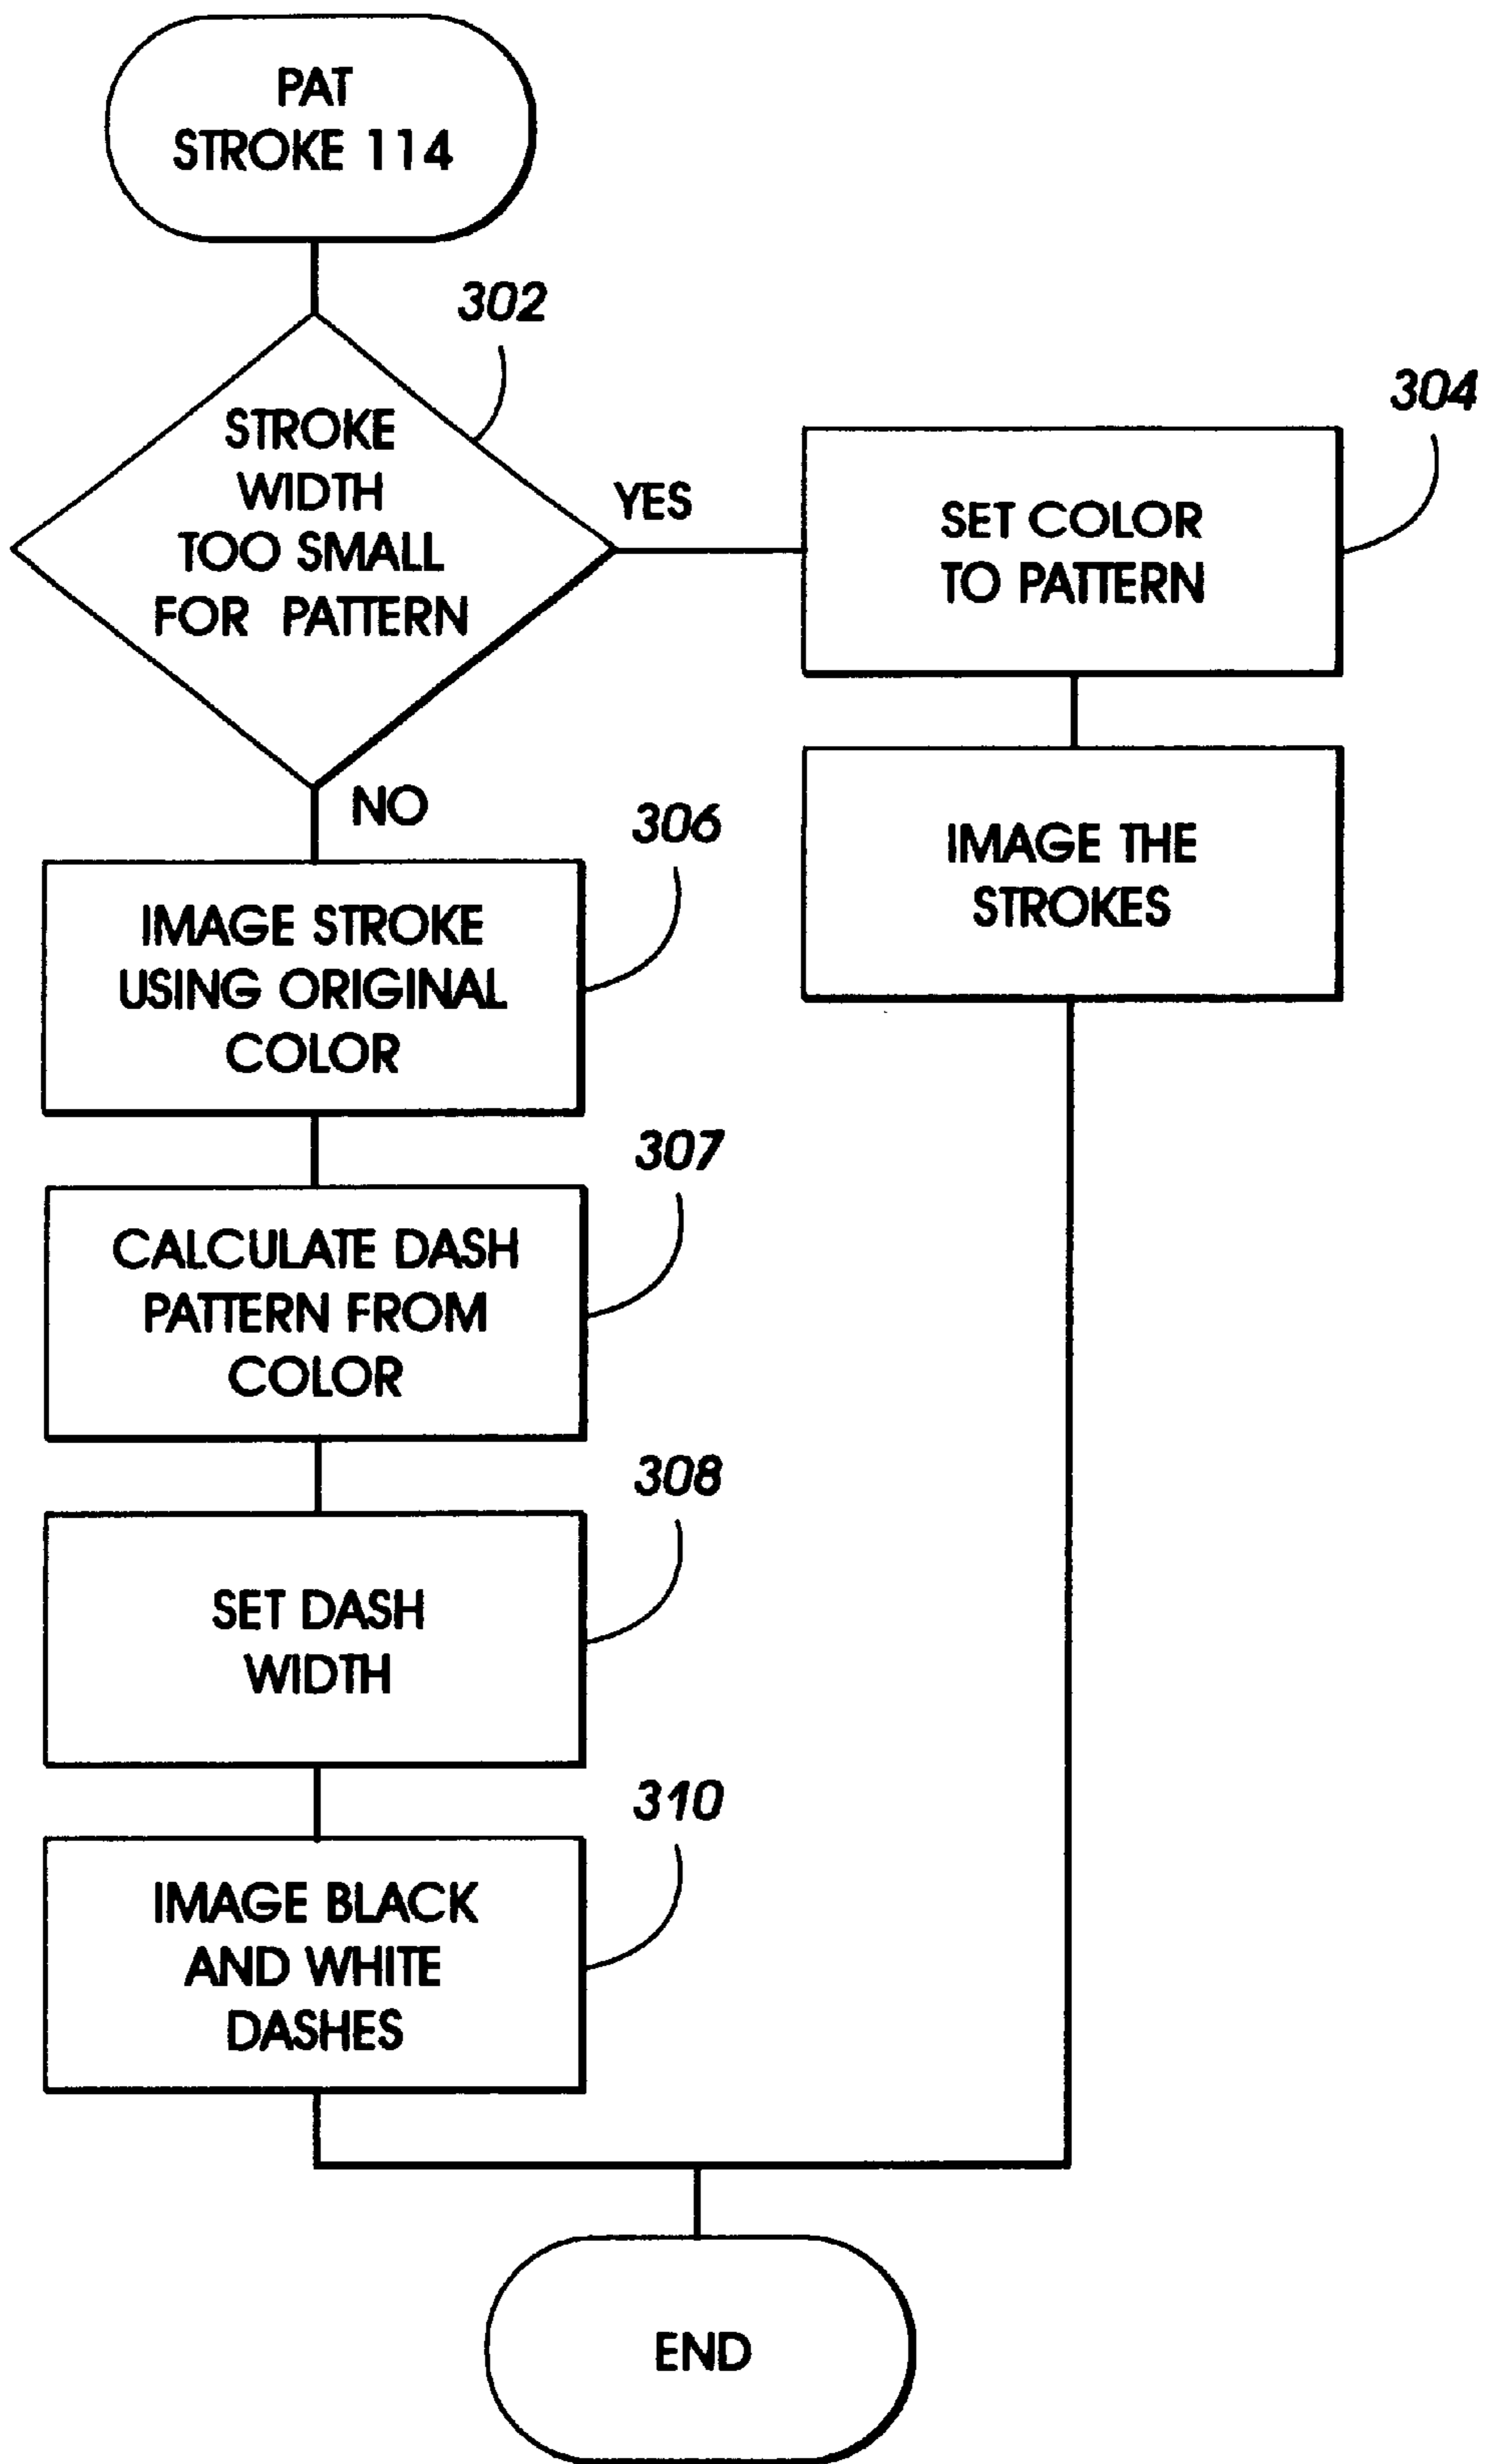 PAT
STROKE 114
302
STROKE
WIDTH
TOO SMALL
FOR PATTERN
YES
304
SET COLOR
TO PATTERN
IMAGE THE
STROKES
NO
306
IMAGE STROKE
USING ORIGINAL
COLOR
307
CALCULATE DASH
PATTERN FROM
COLOR
308
SET DASH
WIDTH
310
IMAGE BLACK
AND WHITE
DASHES
END